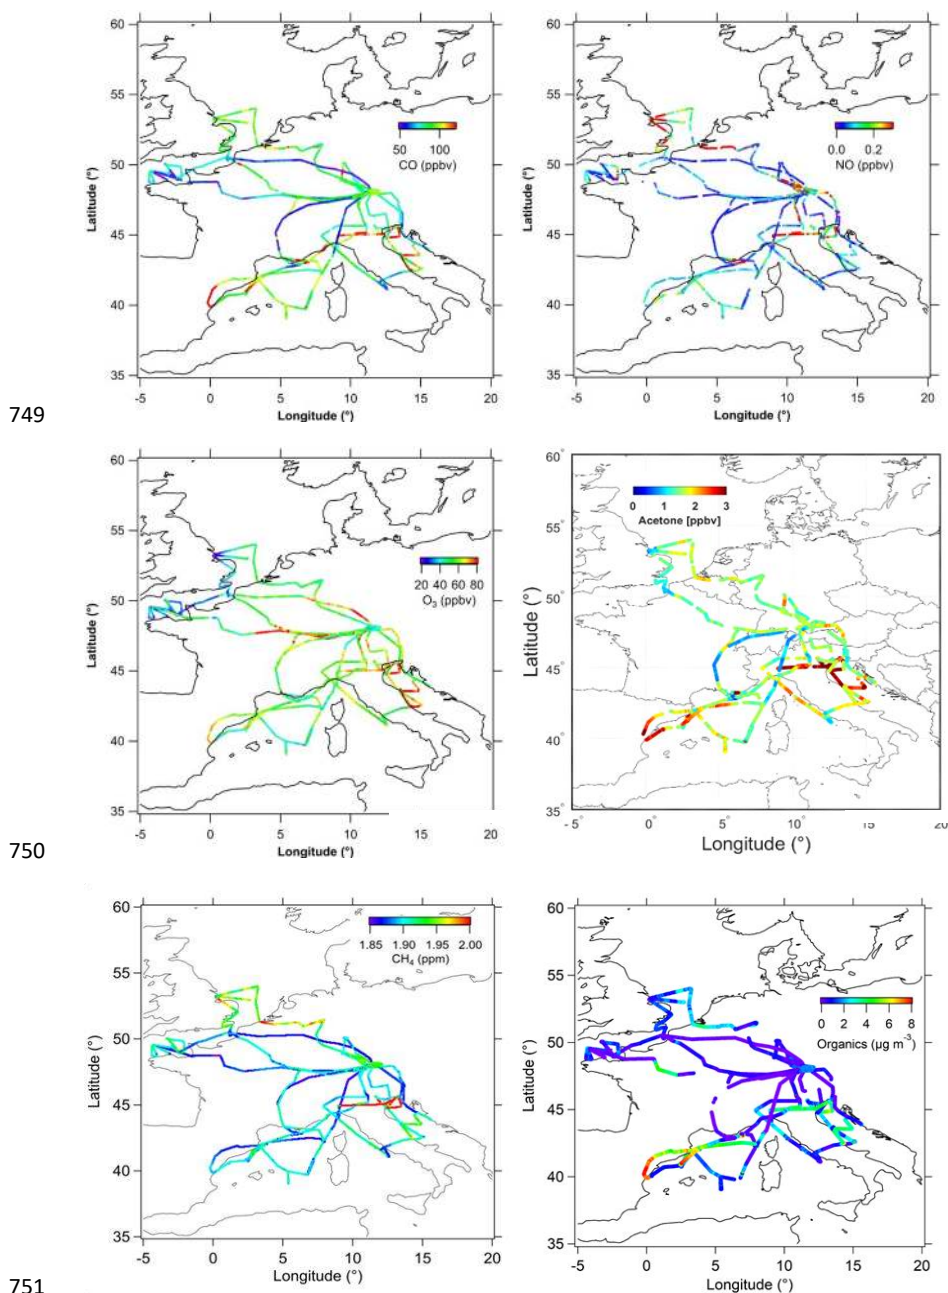 60
55
50
45
40
35
Latitude (°)
50 100
CO (ppbv)
-5 0 5 10 15 20
Longitude (°)
60
55
50
45
40
35
Latitude (°)
0.0 0.2
NO (ppbv)
-5 0 5 10 15 20
Longitude (°)
749
60
55
50
45
40
35
Latitude (°)
20 40 60 80
O₃ (ppbv)
-5 0 5 10 15 20
Longitude (°)
60°
55°
50°
45°
40°
35°
Latitude (°)
0 1 2 3
Acetone [ppbv]
-5° 0° 5° 10° 15° 20
Longitude (°)
750
60
55
50
45
40
35
Latitude (°)
1.85 1.90 1.95 2.00
CH₄ (ppm)
-5 0 5 10 15 20
Longitude (°)
60
55
50
45
40
35
Latitude (°)
0 2 4 6 8
Organics (µg m⁻³)
-5 0 5 10 15 20
Longitude (°)
751